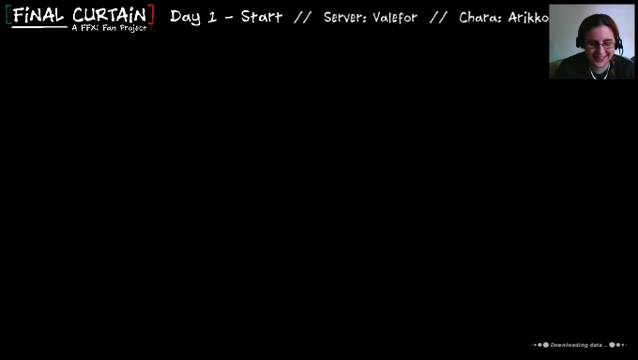 [FiNAL CURTAiN] Day 1 - Start // Server: Valefor // Chara: Arikko
A FFXI Fan Project
Downloading data ..